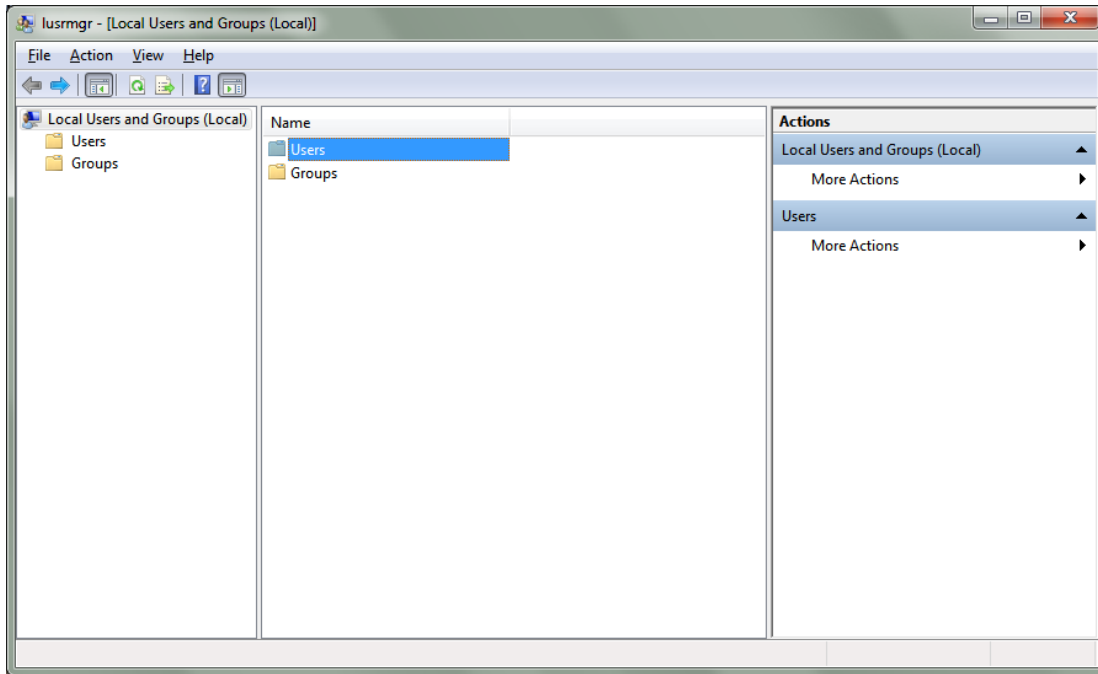 lusrmgr - [Local Users and Groups (Local)]
File Action View Help
Local Users and Groups (Local)
Users
Groups
Name
Users
Groups
Actions
Local Users and Groups (Local)
More Actions
Users
More Actions